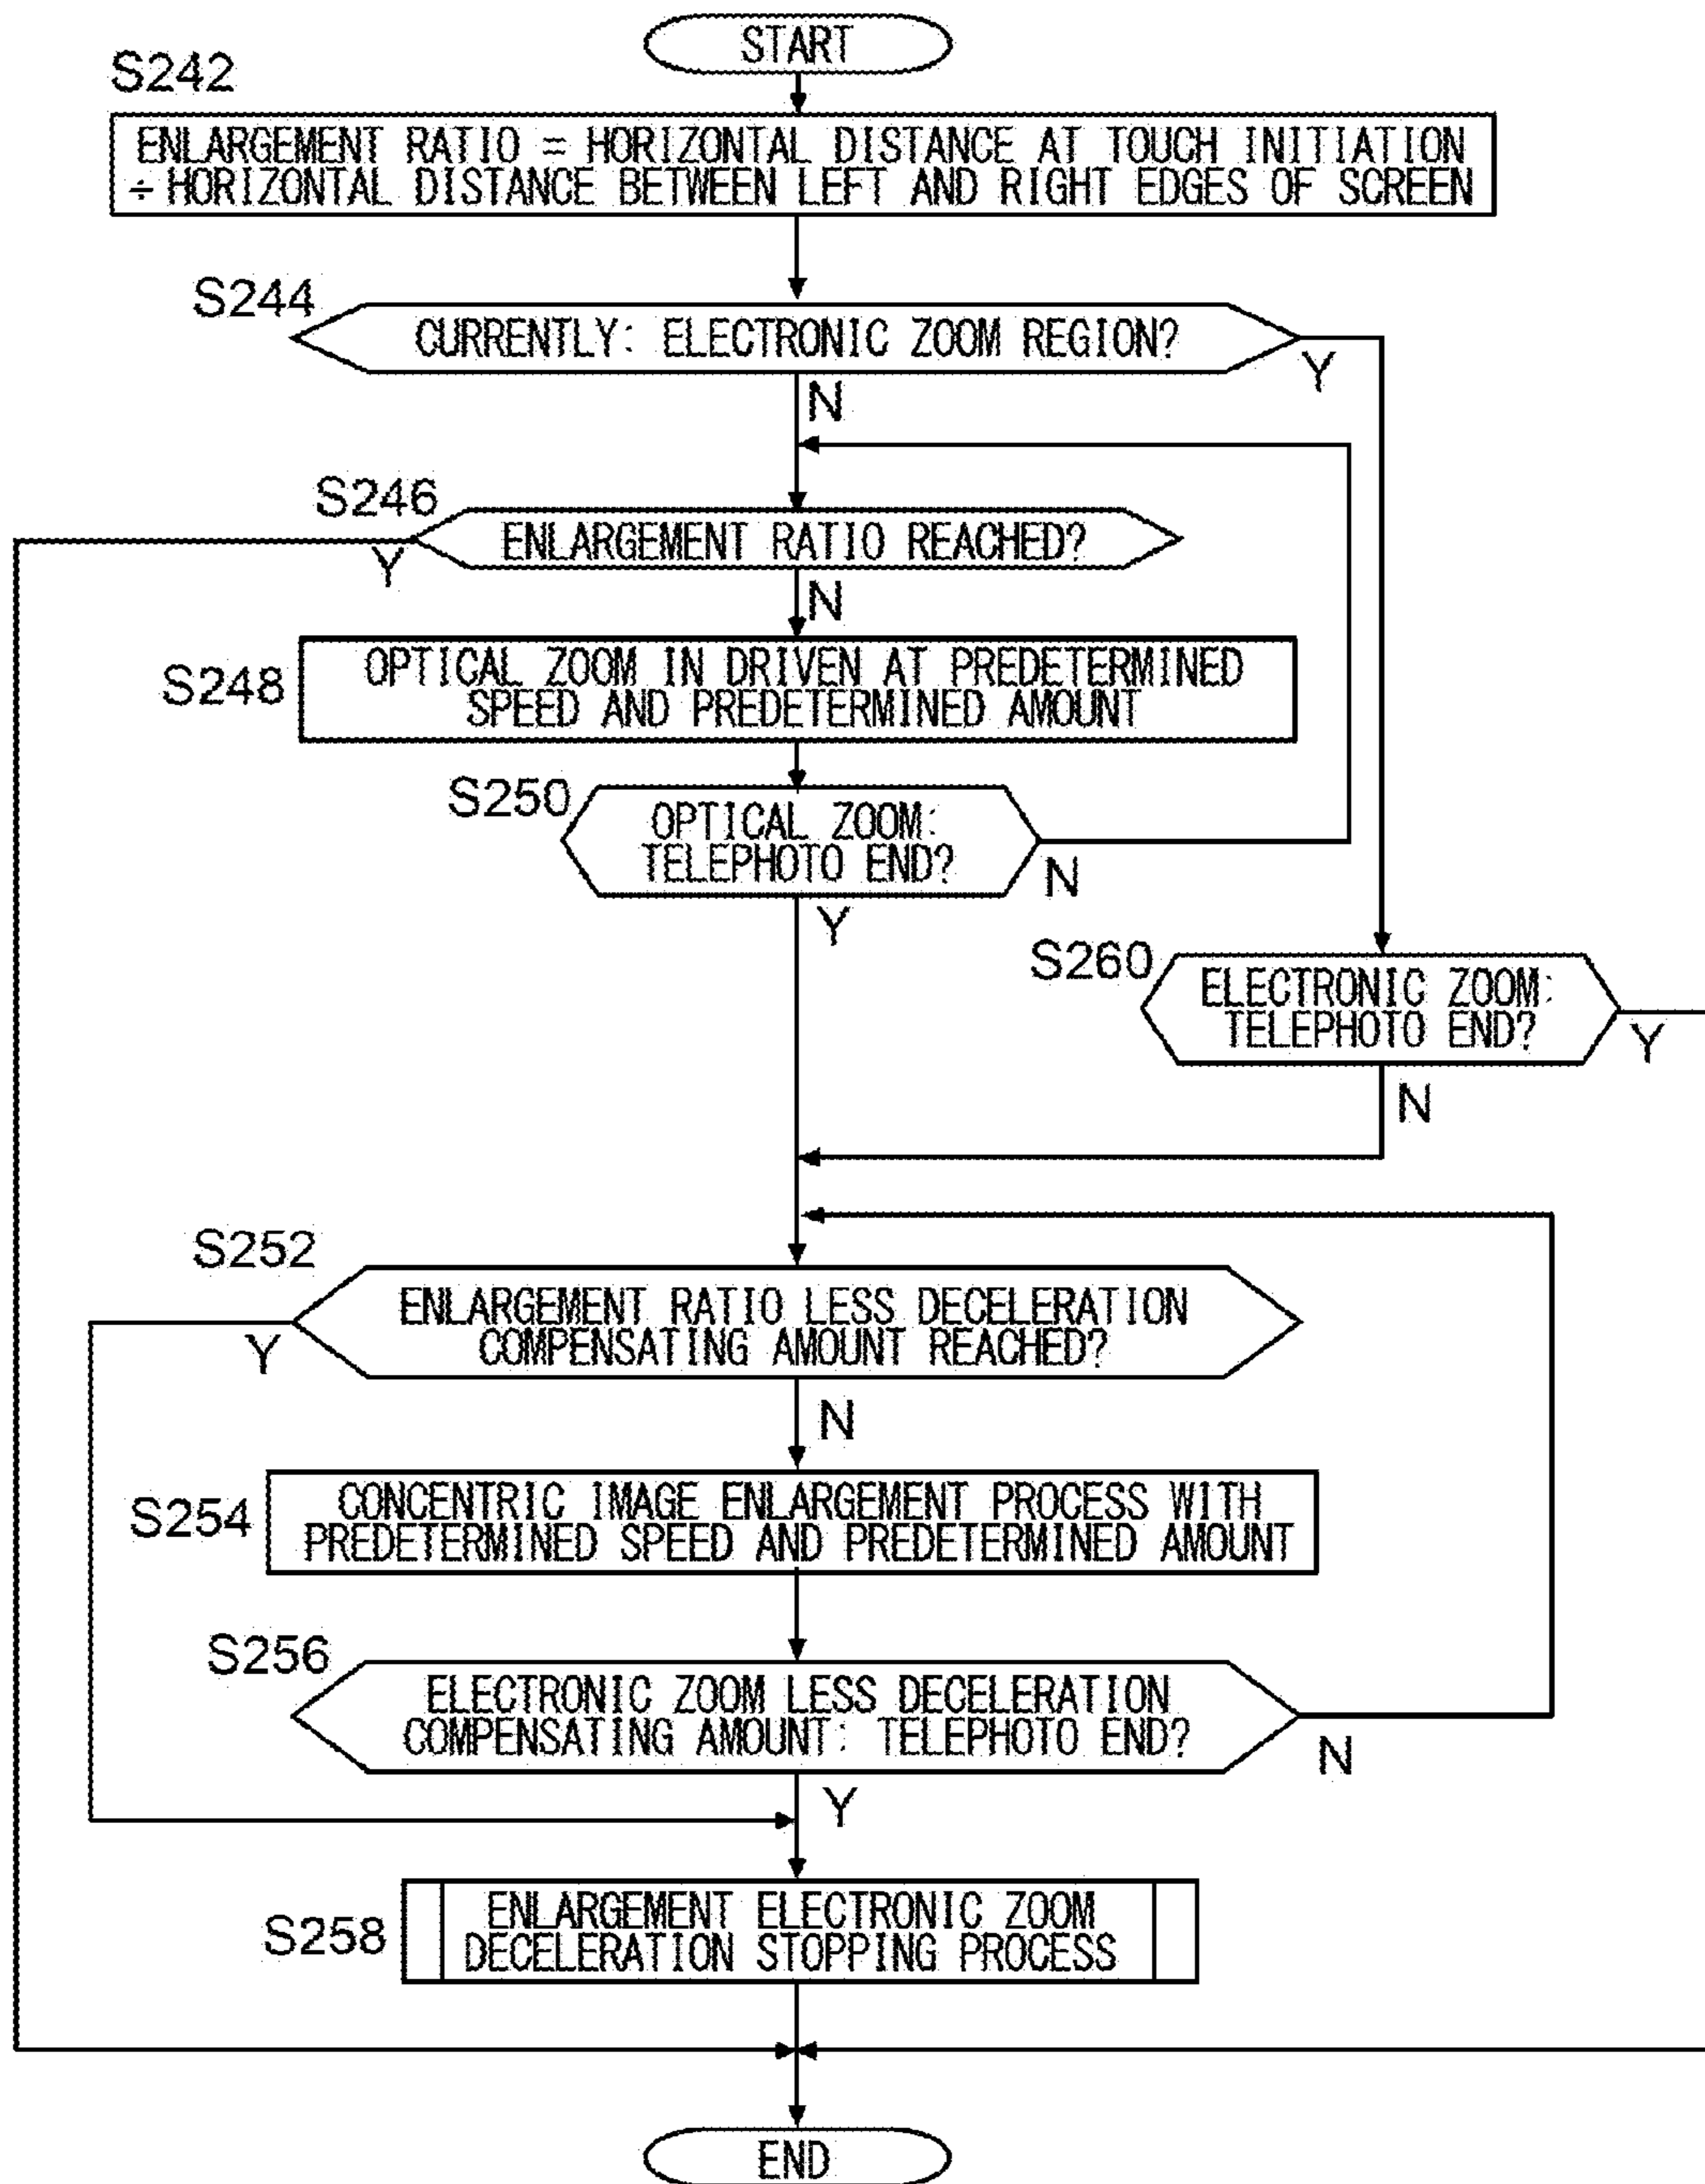 START
S242
ENLARGEMENT RATIO = HORIZONTAL DISTANCE AT TOUCH INITIATION
÷ HORIZONTAL DISTANCE BETWEEN LEFT AND RIGHT EDGES OF SCREEN
S244
CURRENTLY: ELECTRONIC ZOOM REGION?
Y
N
S246
ENLARGEMENT RATIO REACHED?
Y
N
S248
OPTICAL ZOOM IN DRIVEN AT PREDETERMINED
SPEED AND PREDETERMINED AMOUNT
S250
OPTICAL ZOOM:
TELEPHOTO END?
N
Y
S260
ELECTRONIC ZOOM:
TELEPHOTO END?
Y
N
S252
ENLARGEMENT RATIO LESS DECELERATION
COMPENSATING AMOUNT REACHED?
Y
N
S254
CONCENTRIC IMAGE ENLARGEMENT PROCESS WITH
PREDETERMINED SPEED AND PREDETERMINED AMOUNT
S256
ELECTRONIC ZOOM LESS DECELERATION
COMPENSATING AMOUNT: TELEPHOTO END?
N
Y
S258
ENLARGEMENT ELECTRONIC ZOOM
DECELERATION STOPPING PROCESS
END